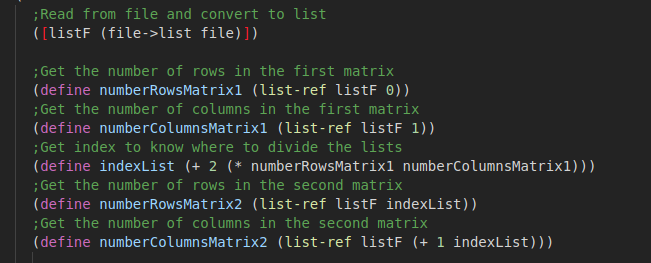 ;Read from file and convert to list
([listF (file->list file)])
;Get the number of rows in the first matrix
(define numberRowsMatrix1 (list-ref listF 0))
;Get the number of columns in the first matrix
(define numberColumnsMatrix1 (list-ref listF 1))
;Get index to know where to divide the lists
(define indexList (+ 2 (* numberRowsMatrix1 numberColumnsMatrix1)))
;Get the number of rows in the second matrix
(define numberRowsMatrix2 (list-ref listF indexList))
;Get the number of columns in the second matrix
(define numberColumnsMatrix2 (list-ref listF (+ 1 indexList)))